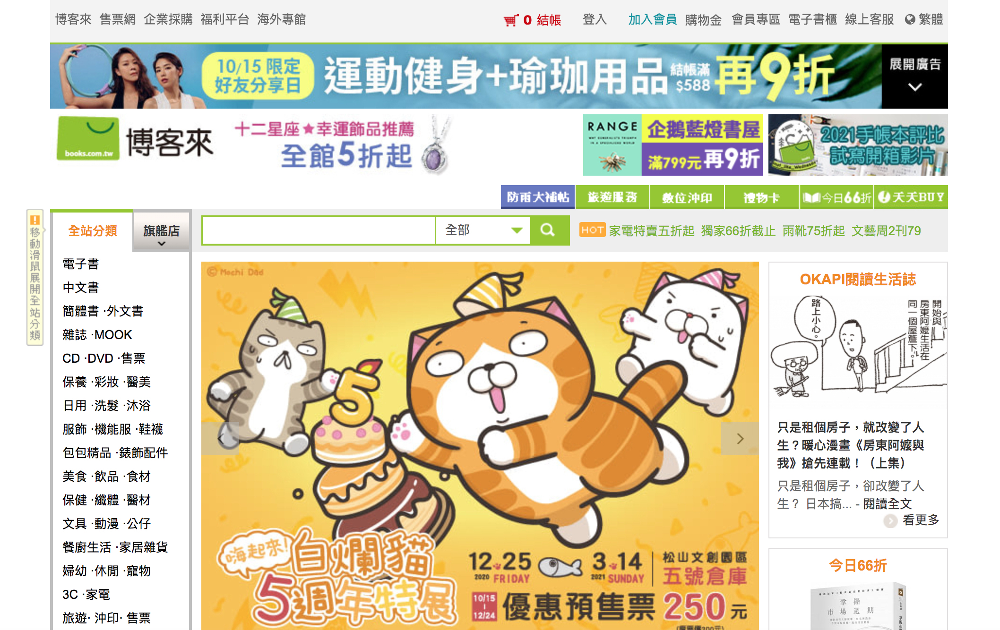 博客來 售票網 企業採購 福利平台 海外專館
0 結帳 登入 加入會員 購物金 會員專區 電子書櫃 線上客服 繁體
10/15 限定
好友分享日
運動健身+瑜珈用品
結帳滿
$588
再9折
展開廣告
books.com.tw
博客來
十二星座★幸運飾品推薦
全館5折起
RANGE
企鵝藍燈書屋
滿799元再9折
2021手帳本評比
試寫開箱影片
防雨大補帖 旅遊服務 數位沖印 禮物卡 今日66折 天天BUY
移動滑鼠展開全站分類
全站分類
旗艦店
全部
HOT 家電特賣五折起 獨家66折截止 雨靴75折起 文藝周2刊79
電子書
中文書
簡體書 ·外文書
雜誌 ·MOOK
CD ·DVD ·售票
保養 ·彩妝 ·醫美
日用 ·洗髮 ·沐浴
服飾 ·機能服 ·鞋襪
包包精品 ·錶飾配件
美食 ·飲品 ·食材
保健 ·纖體 ·醫材
文具 ·動漫 ·公仔
餐廚生活 ·家居雜貨
婦幼 ·休閒 ·寵物
3C ·家電
旅遊· 沖印· 售票
© Mochi Dad
5
嗨起來!
白爛貓
5週年特展
12.25 3.14
2020 FRIDAY 2021 SUNDAY
松山文創園區
五號倉庫
10/15
12/24
優惠預售票 250 元
OKAPI閱讀生活誌
路上小心。
開始與
房東阿嬤生活在
同一個屋簷下。
只是租個房子，就改變了人
生？暖心漫畫《房東阿嬤與
我》搶先連載！（上集）
只是租個房子，卻改變了人
生？ 日本搞... - 閱讀全文
看更多
今日66折
掌握
市場週期